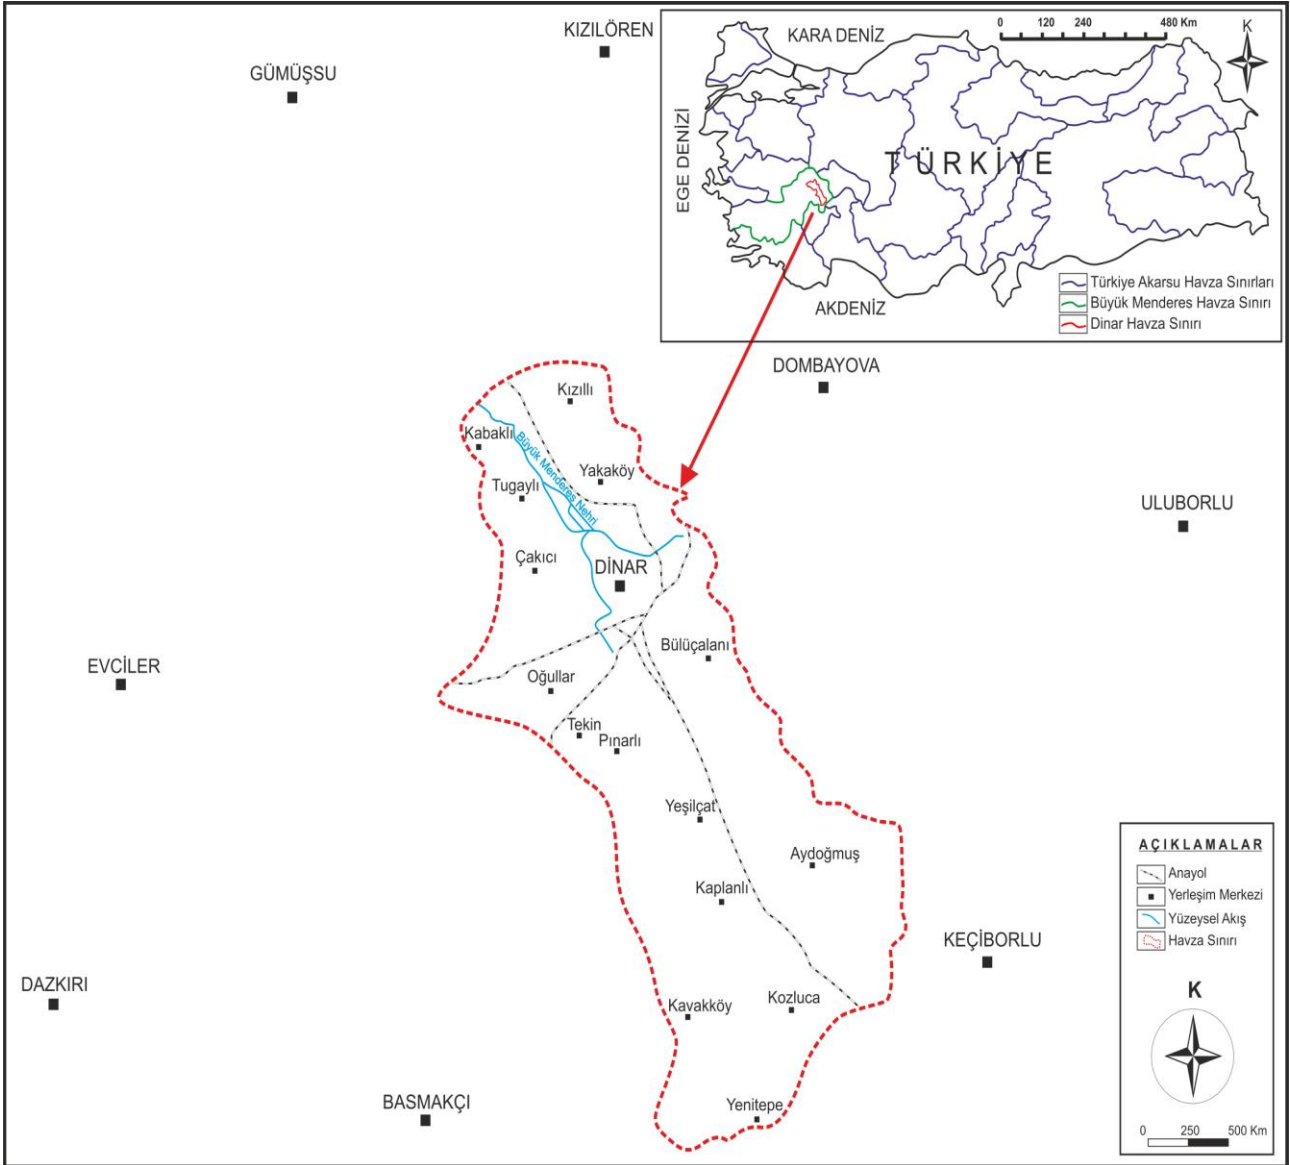 KIZILÖREN
GÜMÜŞSU
KARA DENİZ
0 120 240 480 Km
K
EGE DENİZİ
TÜRKİYE
AKDENİZ
Türkiye Akarsu Havza Sınırları
Büyük Menderes Havza Sınırı
Dinar Havza Sınırı
DOMBAYOVA
Kızıllı
Kabaklı
Büyük Menderes Nehri
Yakaköy
Tugaylı
ULUBORLU
Çakıcı
DİNAR
Bülüçalanı
EVCİLER
Oğullar
Tekin
Pınarlı
Yeşilçat
Aydoğmuş
Kaplanlı
KEÇİBORLU
DAZKIRI
Kavakköy
Kozluca
BASMAKÇI
Yenitepe
AÇIKLAMALAR
Anayol
Yerleşim Merkezi
Yüzeysel Akış
Havza Sınırı
K
0 250 500 Km